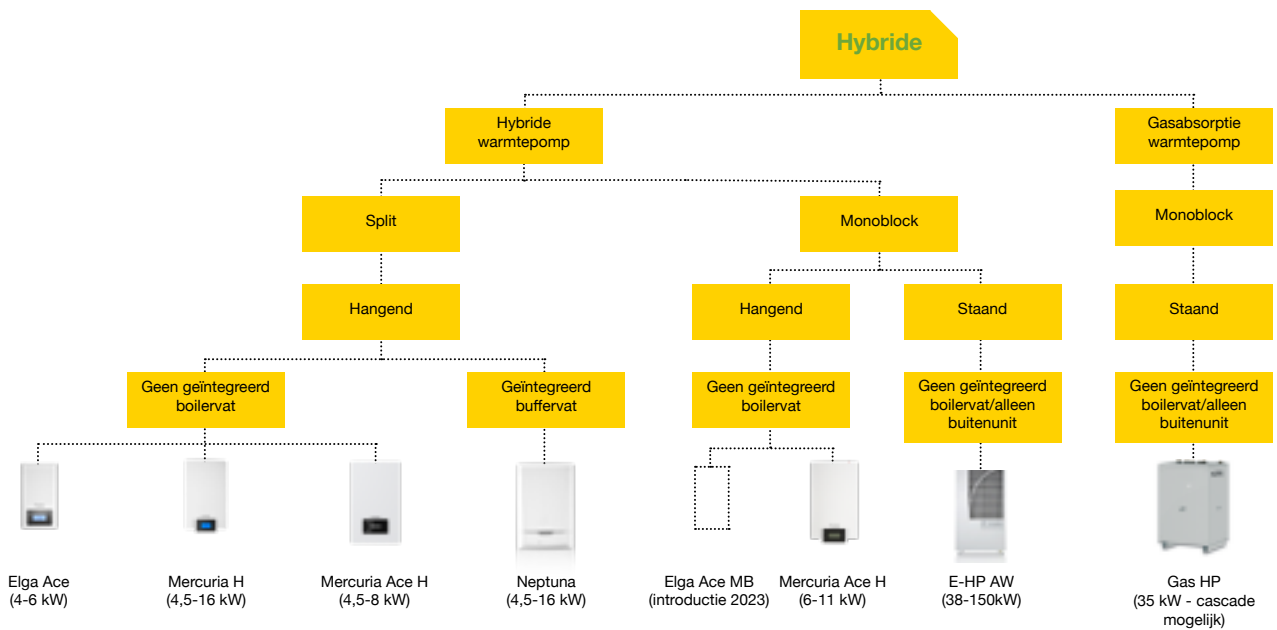 Hybride
Hybride
warmtepomp
Gasabsorptie
warmtepomp
Split
Monoblock
Monoblock
Hangend
Hangend
Staand
Staand
Geen geïntegreerd
boilervat
Geïntegreerd
buffervat
Geen geïntegreerd
boilervat
Geen geïntegreerd
boilervat/alleen
buitenunit
Geen geïntegreerd
boilervat/alleen
buitenunit
Elga Ace
(4-6 kW)
Mercuria H
(4,5-16 kW)
Mercuria Ace H
(4,5-8 kW)
Neptuna
(4,5-16 kW)
Elga Ace MB
(introductie 2023)
Mercuria Ace H
(6-11 kW)
E-HP AW
(38-150kW)
Gas HP
(35 kW - cascade
mogelijk)